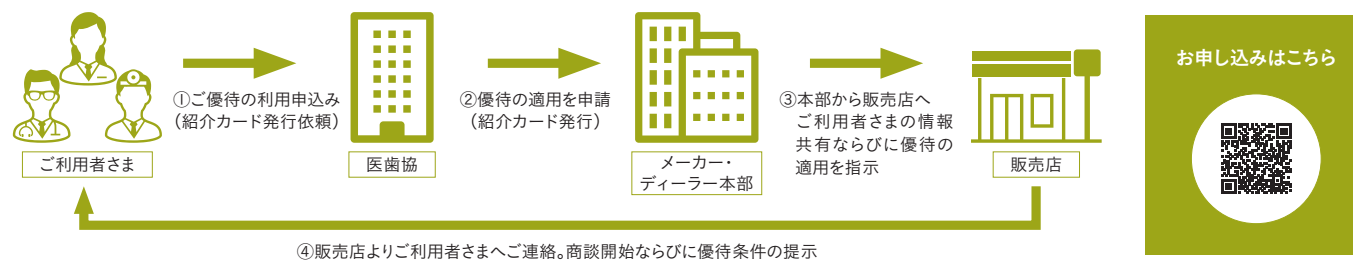 ①ご優待の利用申込み
（紹介カード発行依頼）
ご利用者さま
②優待の適用を申請
（紹介カード発行）
医歯協
メーカー・
ディーラー本部
③本部から販売店へ
ご利用者さまの情報
共有ならびに優待の
適用を指示
販売店
④販売店よりご利用者さまへご連絡。商談開始ならびに優待条件の提示
お申し込みはこちら